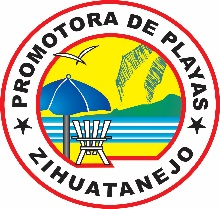 PROMOTORA DE PLAYAS
ZIHUATANEJO